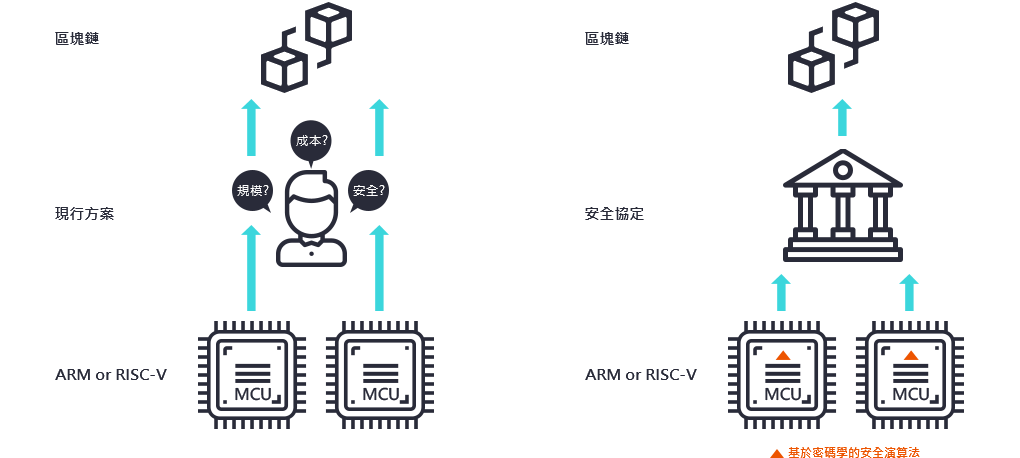 區塊鏈
成本?
規模?
安全?
現行方案
ARM or RISC-V
MCU
MCU
區塊鏈
安全協定
ARM or RISC-V
MCU
MCU
基於密碼學的安全演算法